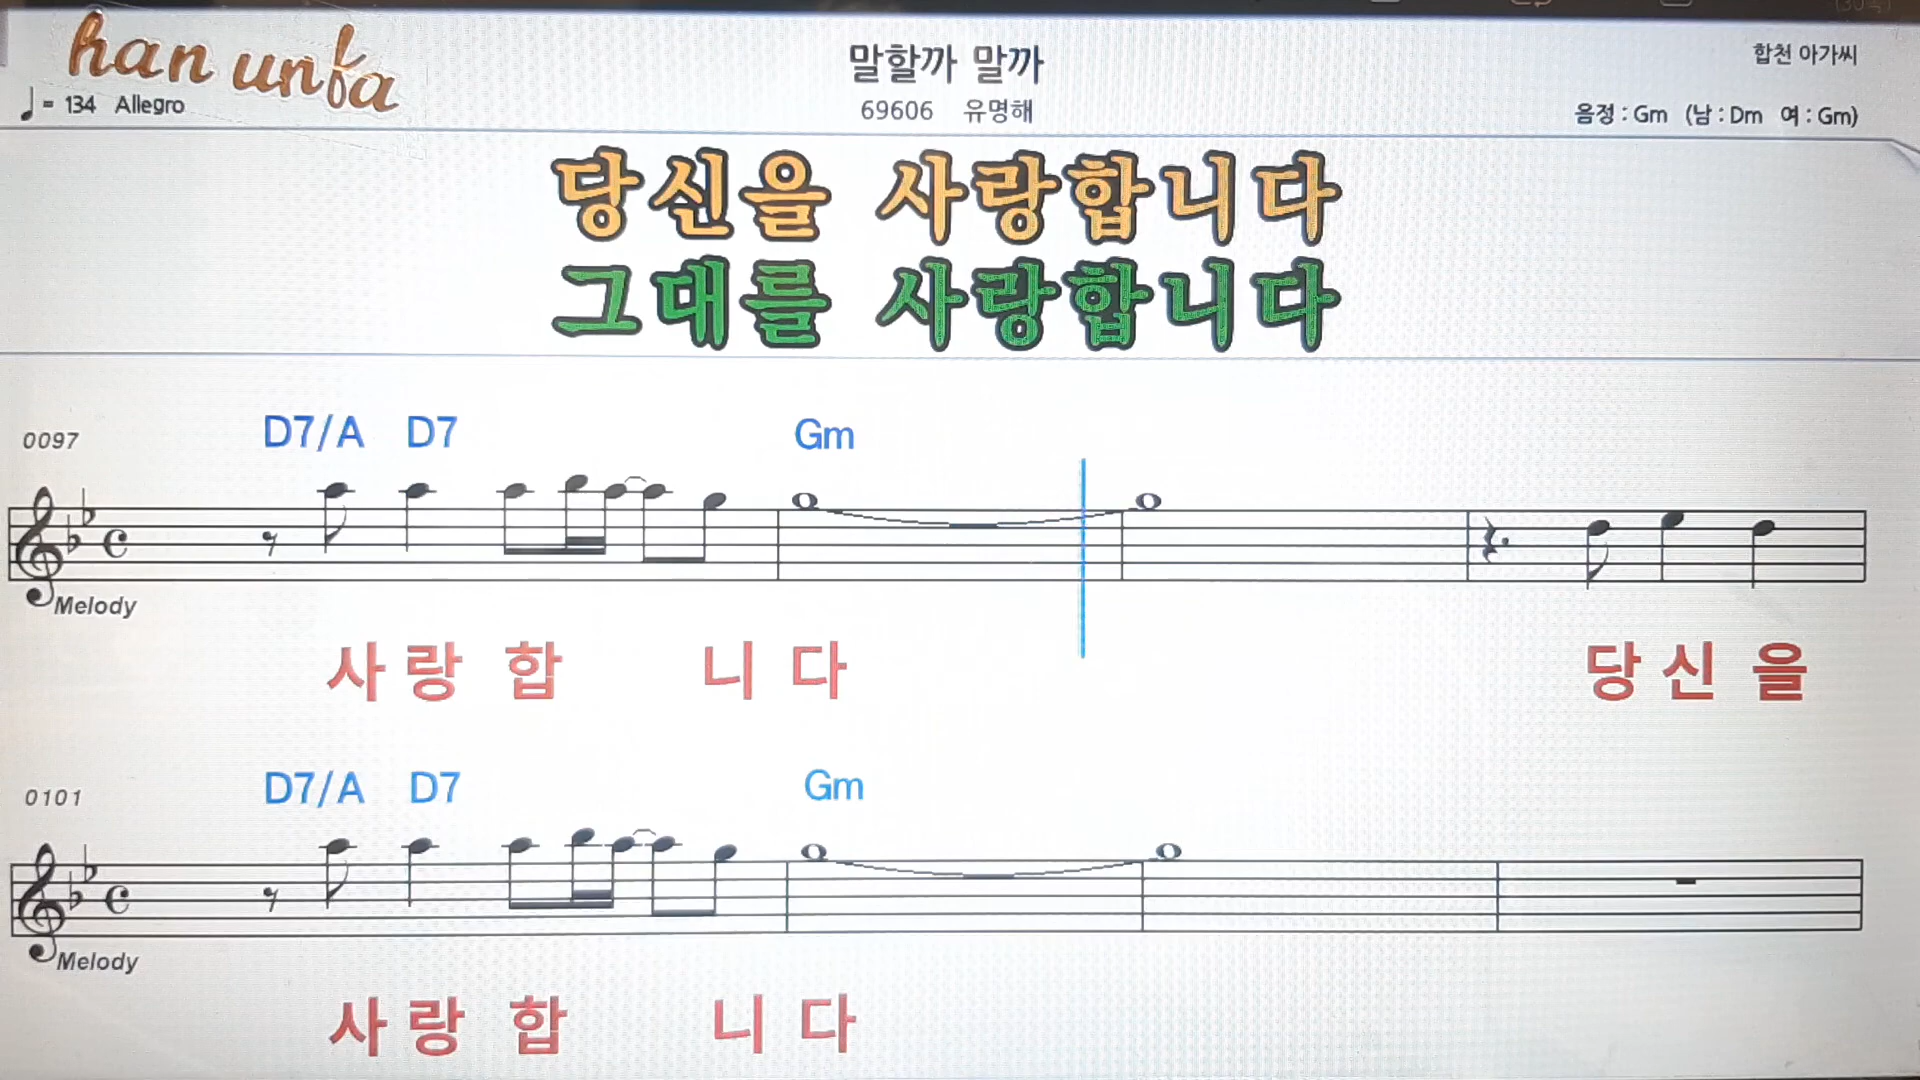 han unfa
말할까 말까
합천 아가씨
♩= 134 Allegro
69606 유명해
음정 : Gm (남 : Dm 여 : Gm)
당신을 사랑합니다
그대를 사랑합니다
0097 D7/A D7 Gm
Melody
사 랑 합 니 다 당 신 을
0101 D7/A D7 Gm
Melody
사 랑 합 니 다